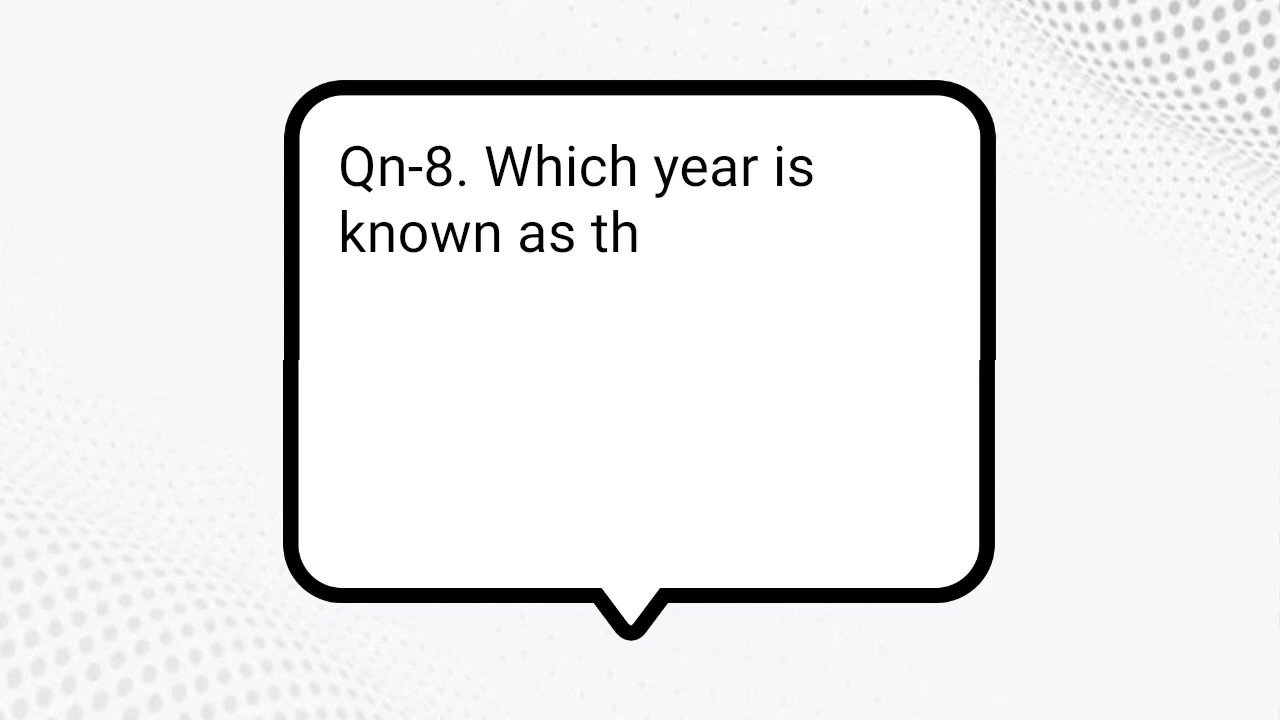 Qn-8. Which year is
known as th